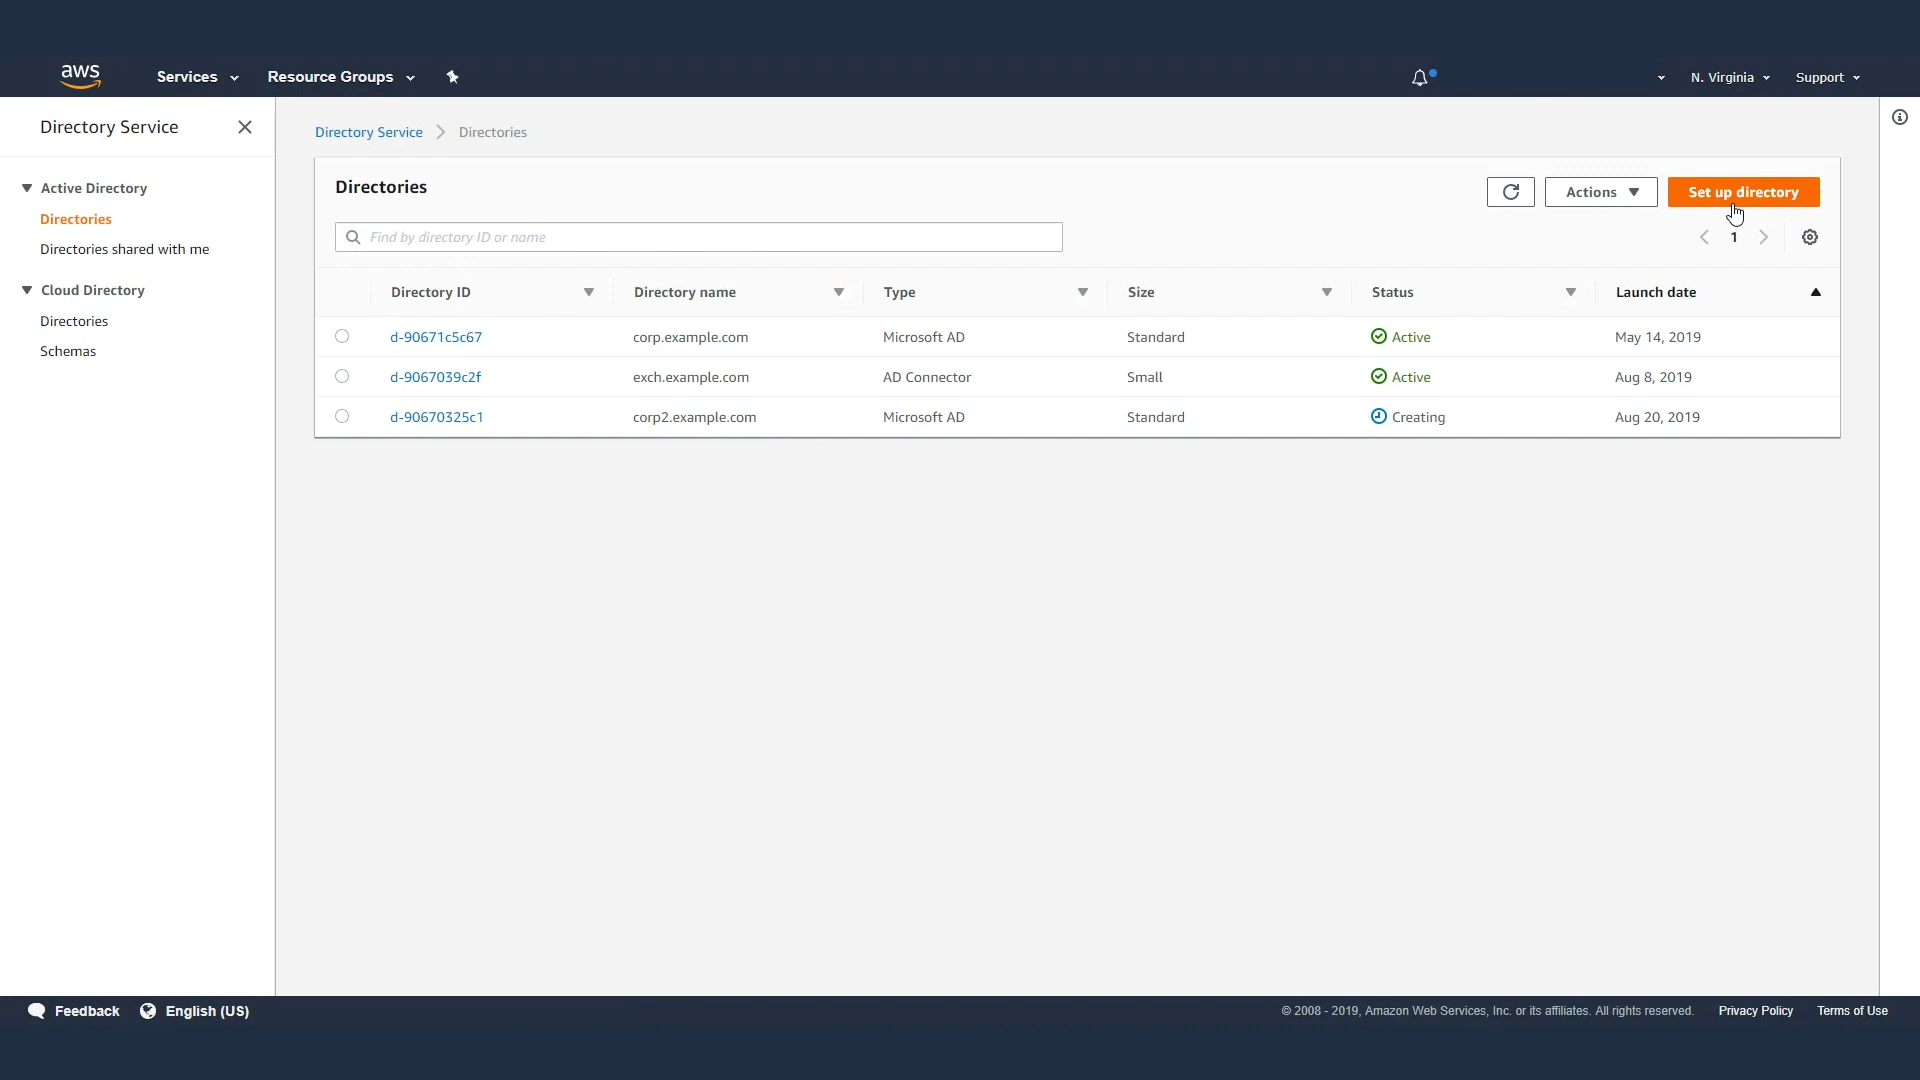 aws
Services
Resource Groups
N. Virginia
Support
Directory Service
Active Directory
Directories
Directories shared with me
Cloud Directory
Directories
Schemas
Directory Service > Directories
Directories
Actions
Set up directory
Find by directory ID or name
1
Directory ID Directory name Type Size Status Launch date
d-90671c5c67 corp.example.com Microsoft AD Standard Active May 14, 2019
d-9067039c2f exch.example.com AD Connector Small Active Aug 8, 2019
d-90670325c1 corp2.example.com Microsoft AD Standard Creating Aug 20, 2019
Feedback
English (US)
© 2008 - 2019, Amazon Web Services, Inc. or its affiliates. All rights reserved.
Privacy Policy
Terms of Use